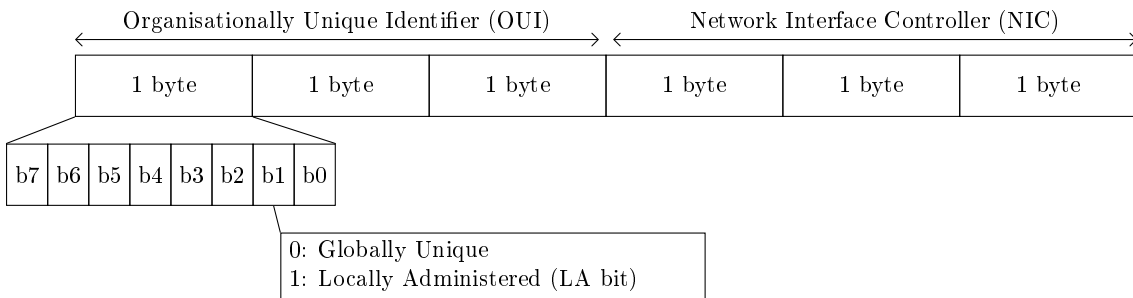 Organisationally Unique Identifier (OUI) Network Interface Controller (NIC)
1 byte 1 byte 1 byte 1 byte 1 byte 1 byte
b7 b6 b5 b4 b3 b2 b1 b0
0: Globally Unique
1: Locally Administered (LA bit)